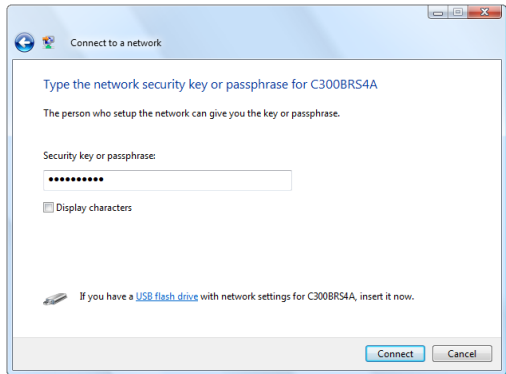 Connect to a network
Type the network security key or passphrase for C300BRS4A
The person who setup the network can give you the key or passphrase.
Security key or passphrase:
••••••••••
Display characters
If you have a USB flash drive with network settings for C300BRS4A, insert it now.
Connect Cancel